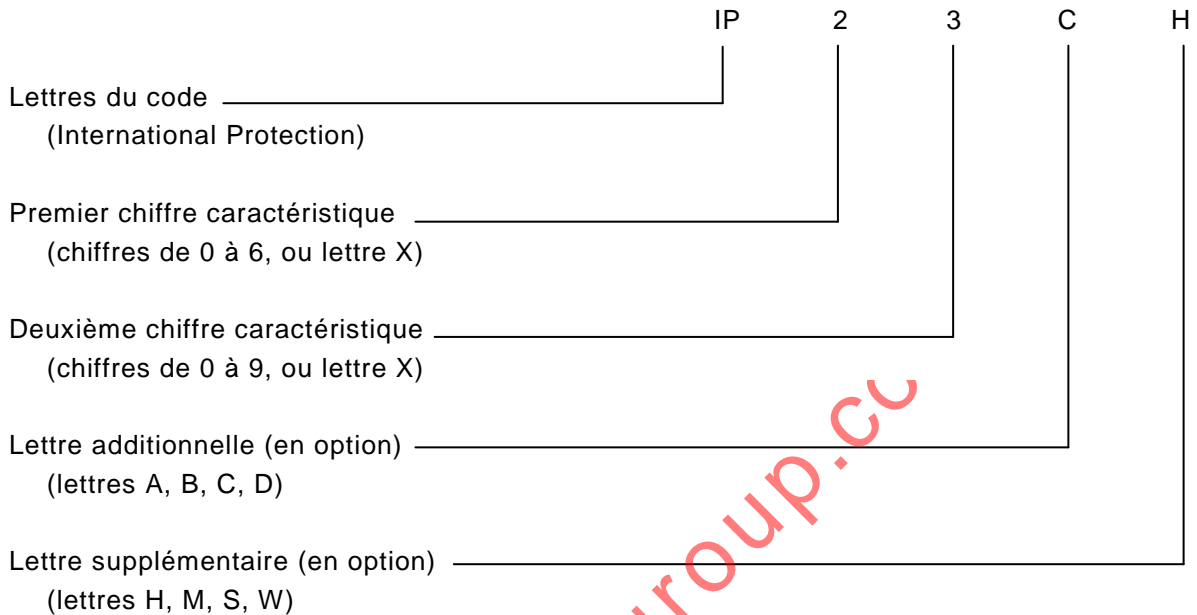 IP 2 3 C H
Lettres du code
(International Protection)
Premier chiffre caractéristique
(chiffres de 0 à 6, ou lettre X)
Deuxième chiffre caractéristique
(chiffres de 0 à 9, ou lettre X)
Lettre additionnelle (en option)
(lettres A, B, C, D)
Lettre supplémentaire (en option)
(lettres H, M, S, W)